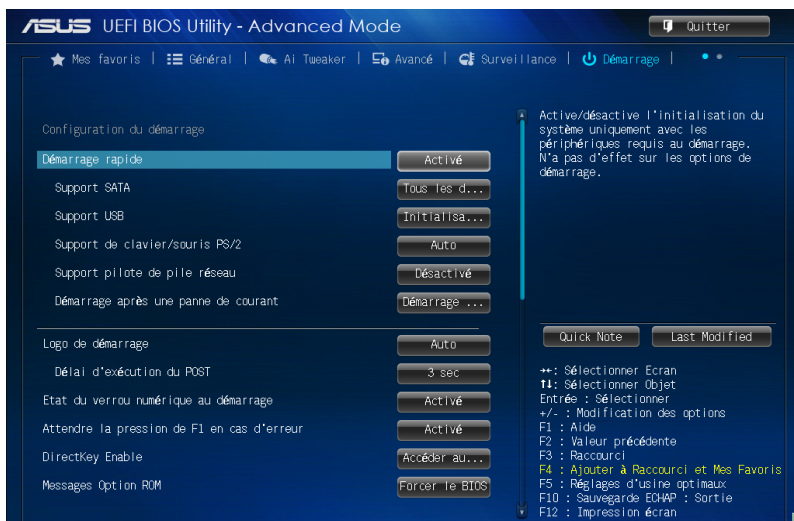 ASUS UEFI BIOS Utility - Advanced Mode
Quitter
Mes favoris | Général | Ai Tweaker | Avancé | Surveillance | Démarrage |
Configuration du démarrage
Démarrage rapide Activé
Support SATA Tous les d...
Support USB Initialisa...
Support de clavier/souris PS/2 Auto
Support pilote de pile réseau Désactivé
Démarrage après une panne de courant Démarrage ...
Logo de démarrage Auto
Délai d'exécution du POST 3 sec
Etat du verrou numérique au démarrage Activé
Attendre la pression de F1 en cas d'erreur Activé
DirectKey Enable Accéder au...
Messages Option ROM Forcer le BIOS
Active/désactive l'initialisation du
système uniquement avec les
périphériques requis au démarrage.
N'a pas d'effet sur les options de
démarrage.
Quick Note Last Modified
→←: Sélectionner Ecran
↑↓: Sélectionner Objet
Entrée : Sélectionner
+/- : Modification des options
F1 : Aide
F2 : Valeur précédente
F3 : Raccourci
F4 : Ajouter à Raccourci et Mes Favoris
F5 : Réglages d'usine optimaux
F10 : Sauvegarde ECHAP : Sortie
F12 : Impression écran